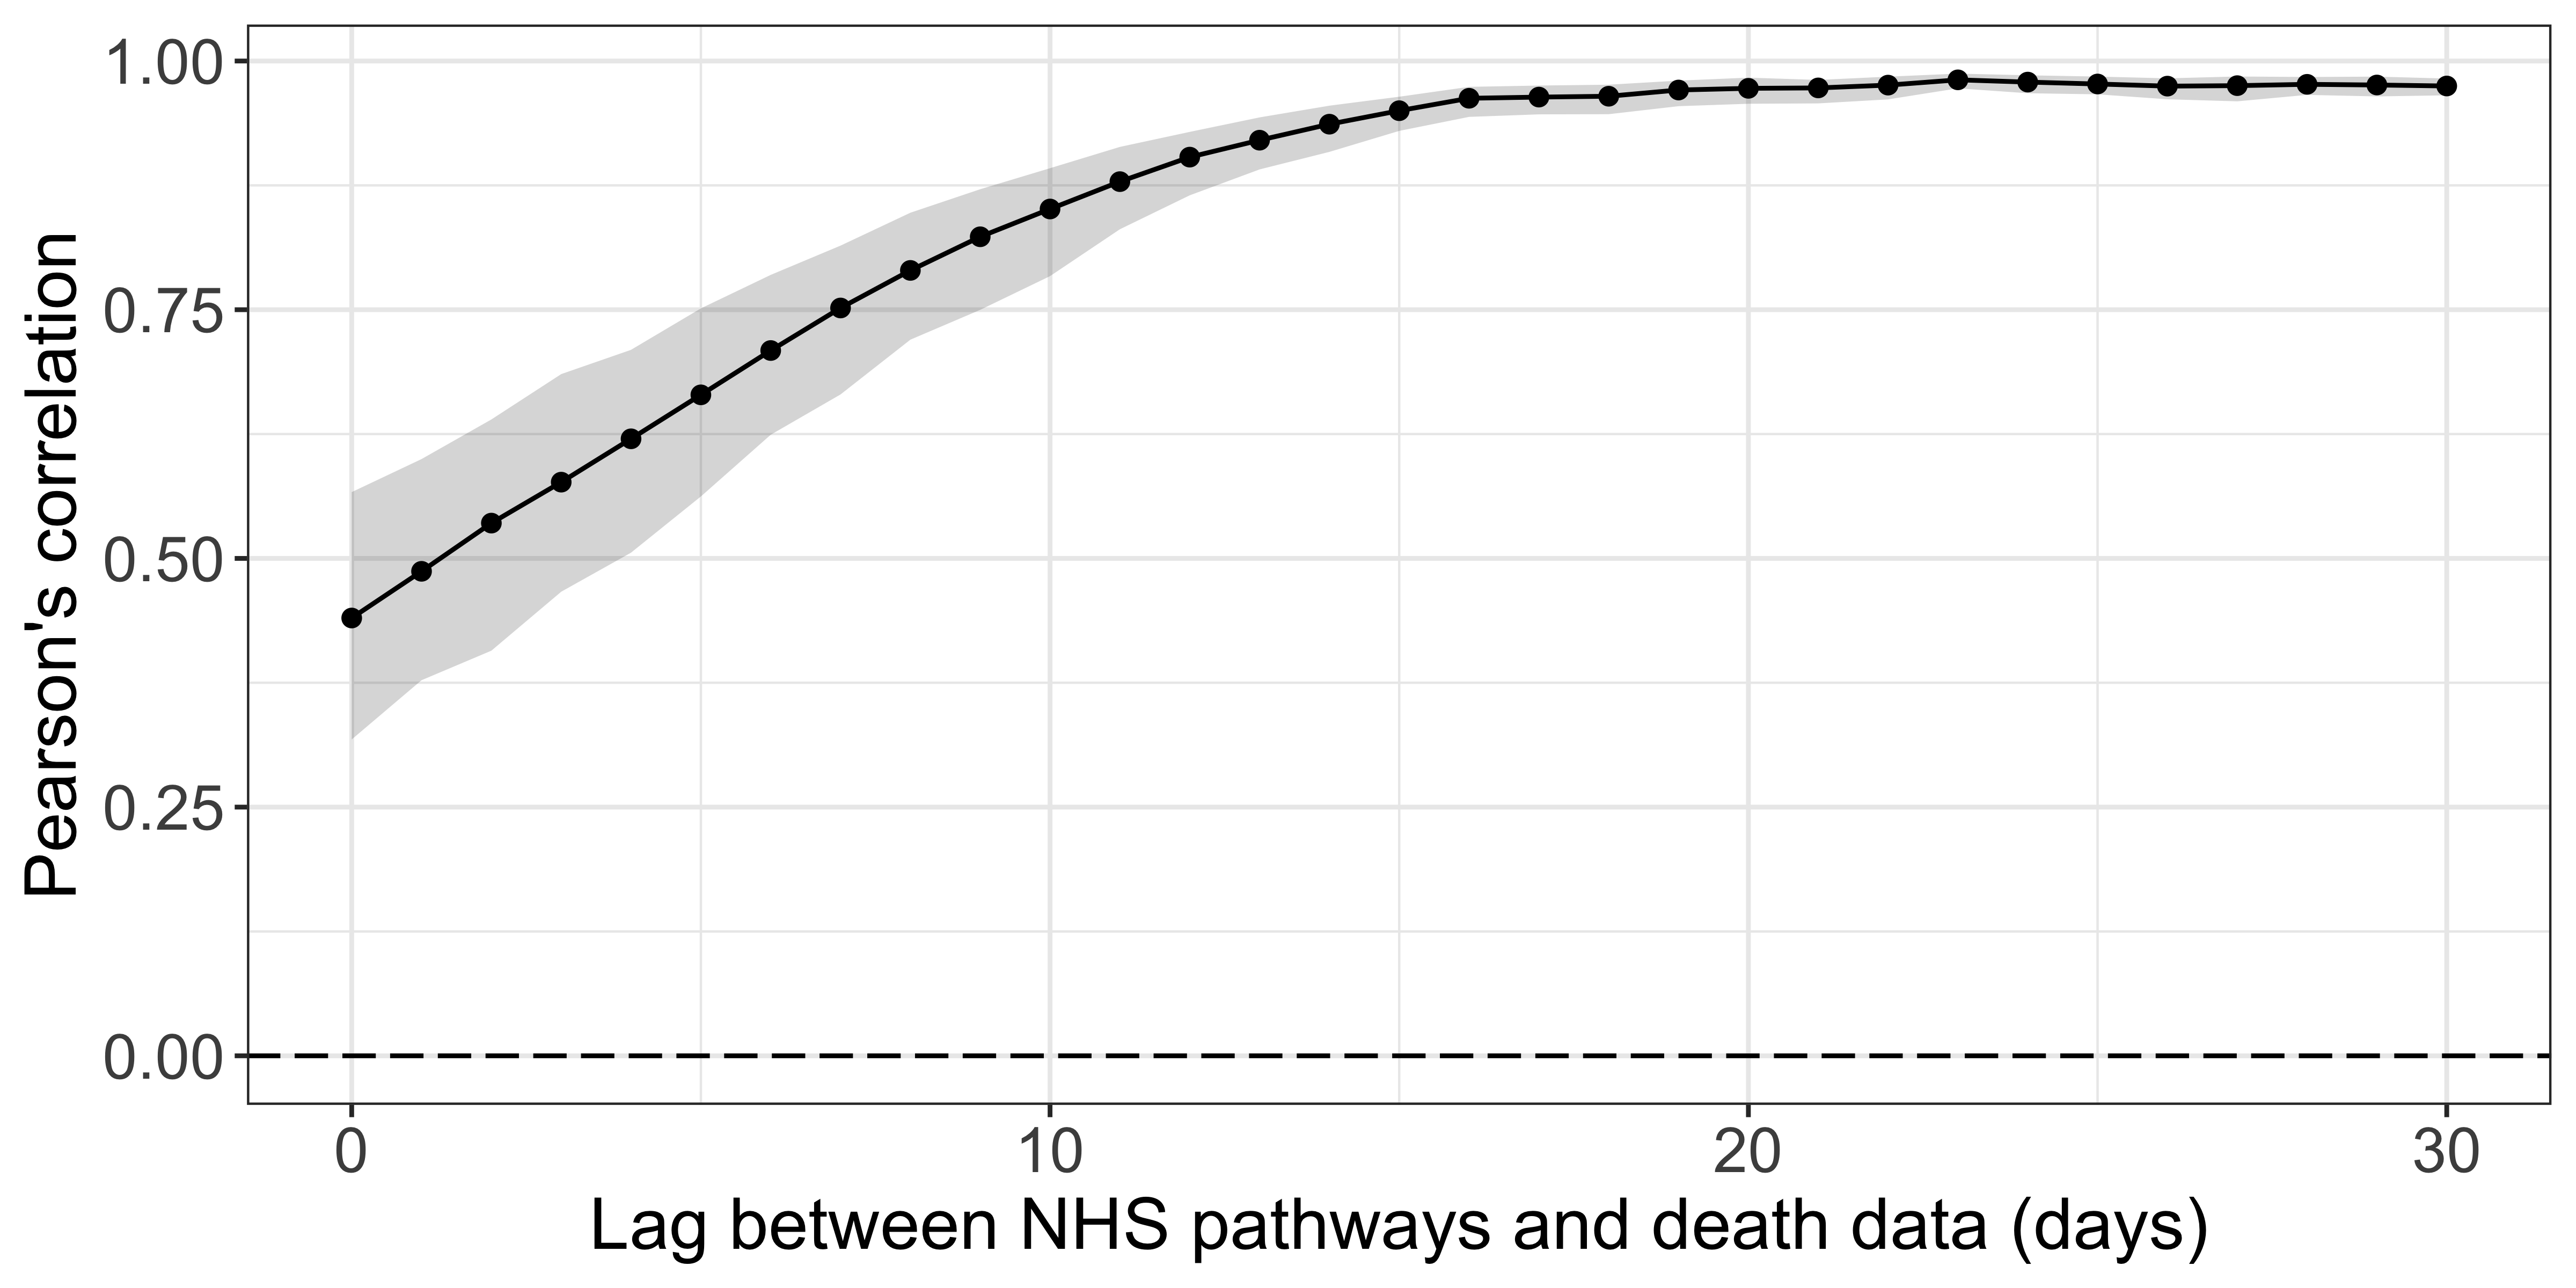 1.00
0.75
0.50
0.25
0.00
Pearson's correlation
0 10 20 30
Lag between NHS pathways and death data (days)